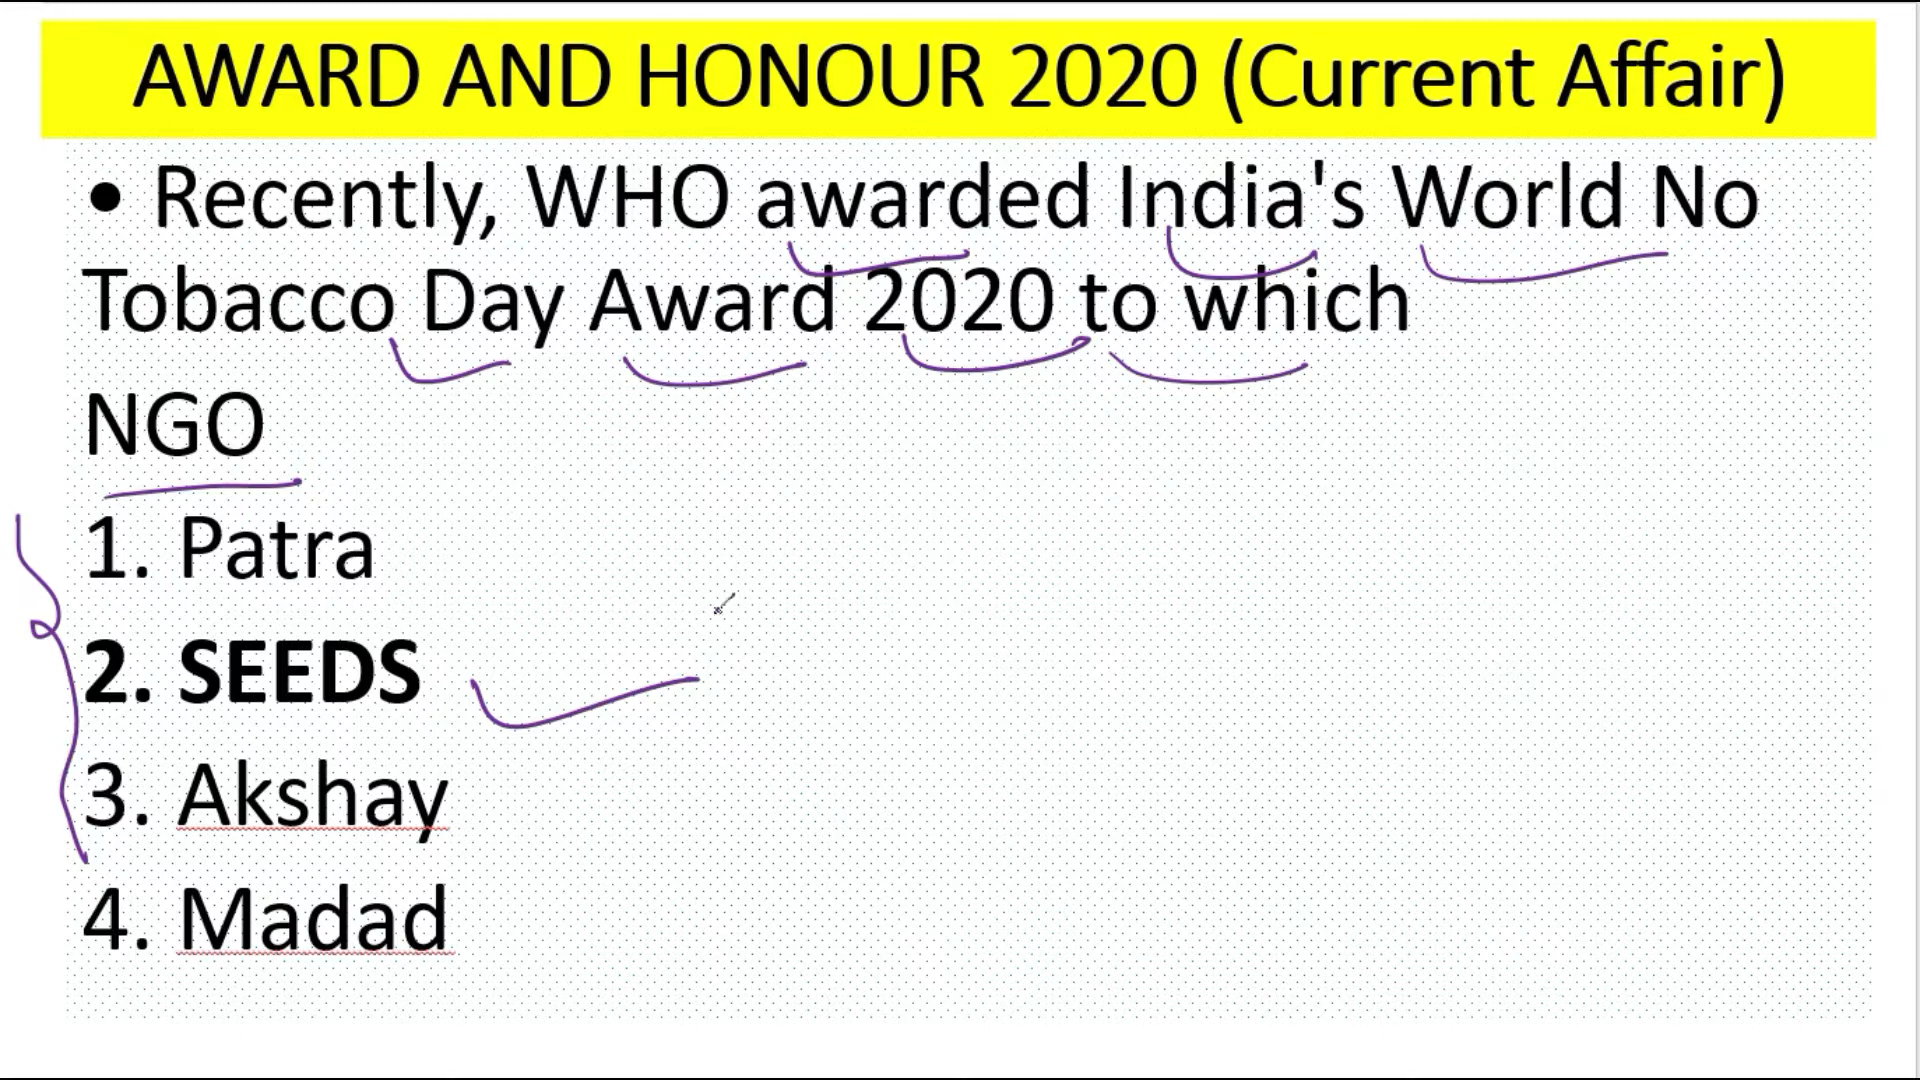 AWARD AND HONOUR 2020 (Current Affair)
• Recently, WHO awarded India's World No
Tobacco Day Award 2020 to which
NGO
1. Patra
2. SEEDS
3. Akshay
4. Madad